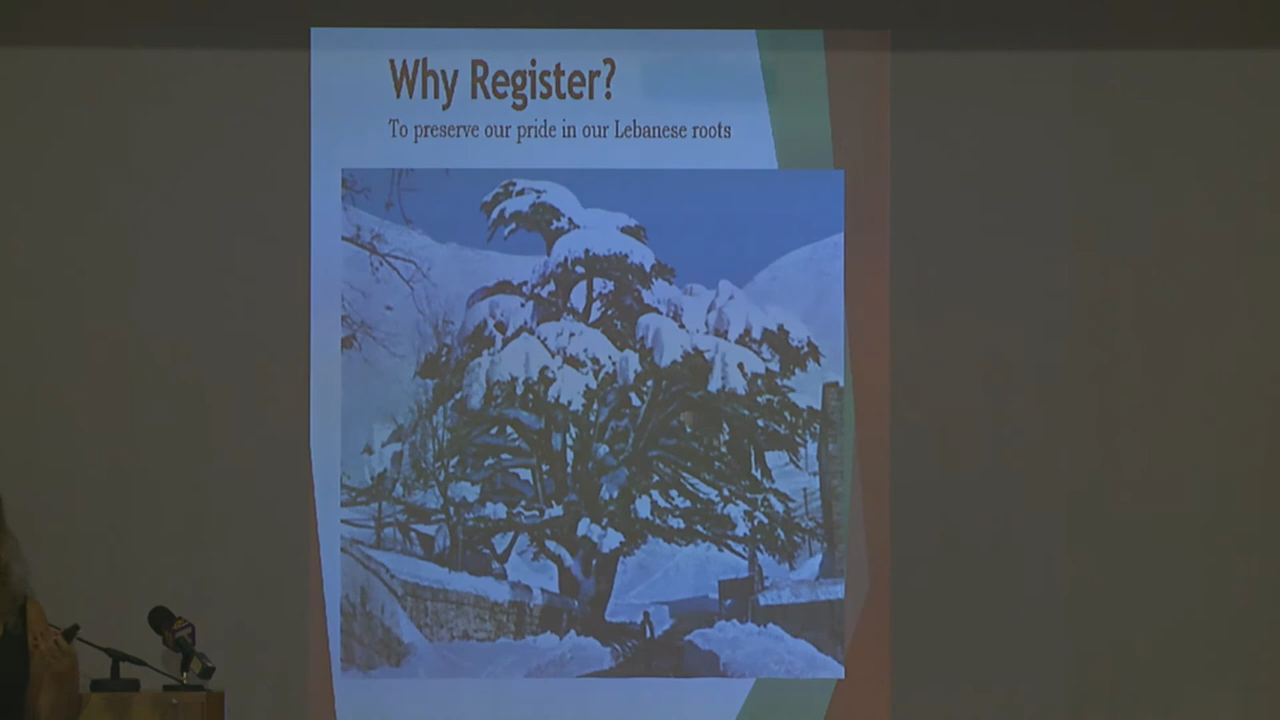 Why Register?
To preserve our pride in our Lebanese roots